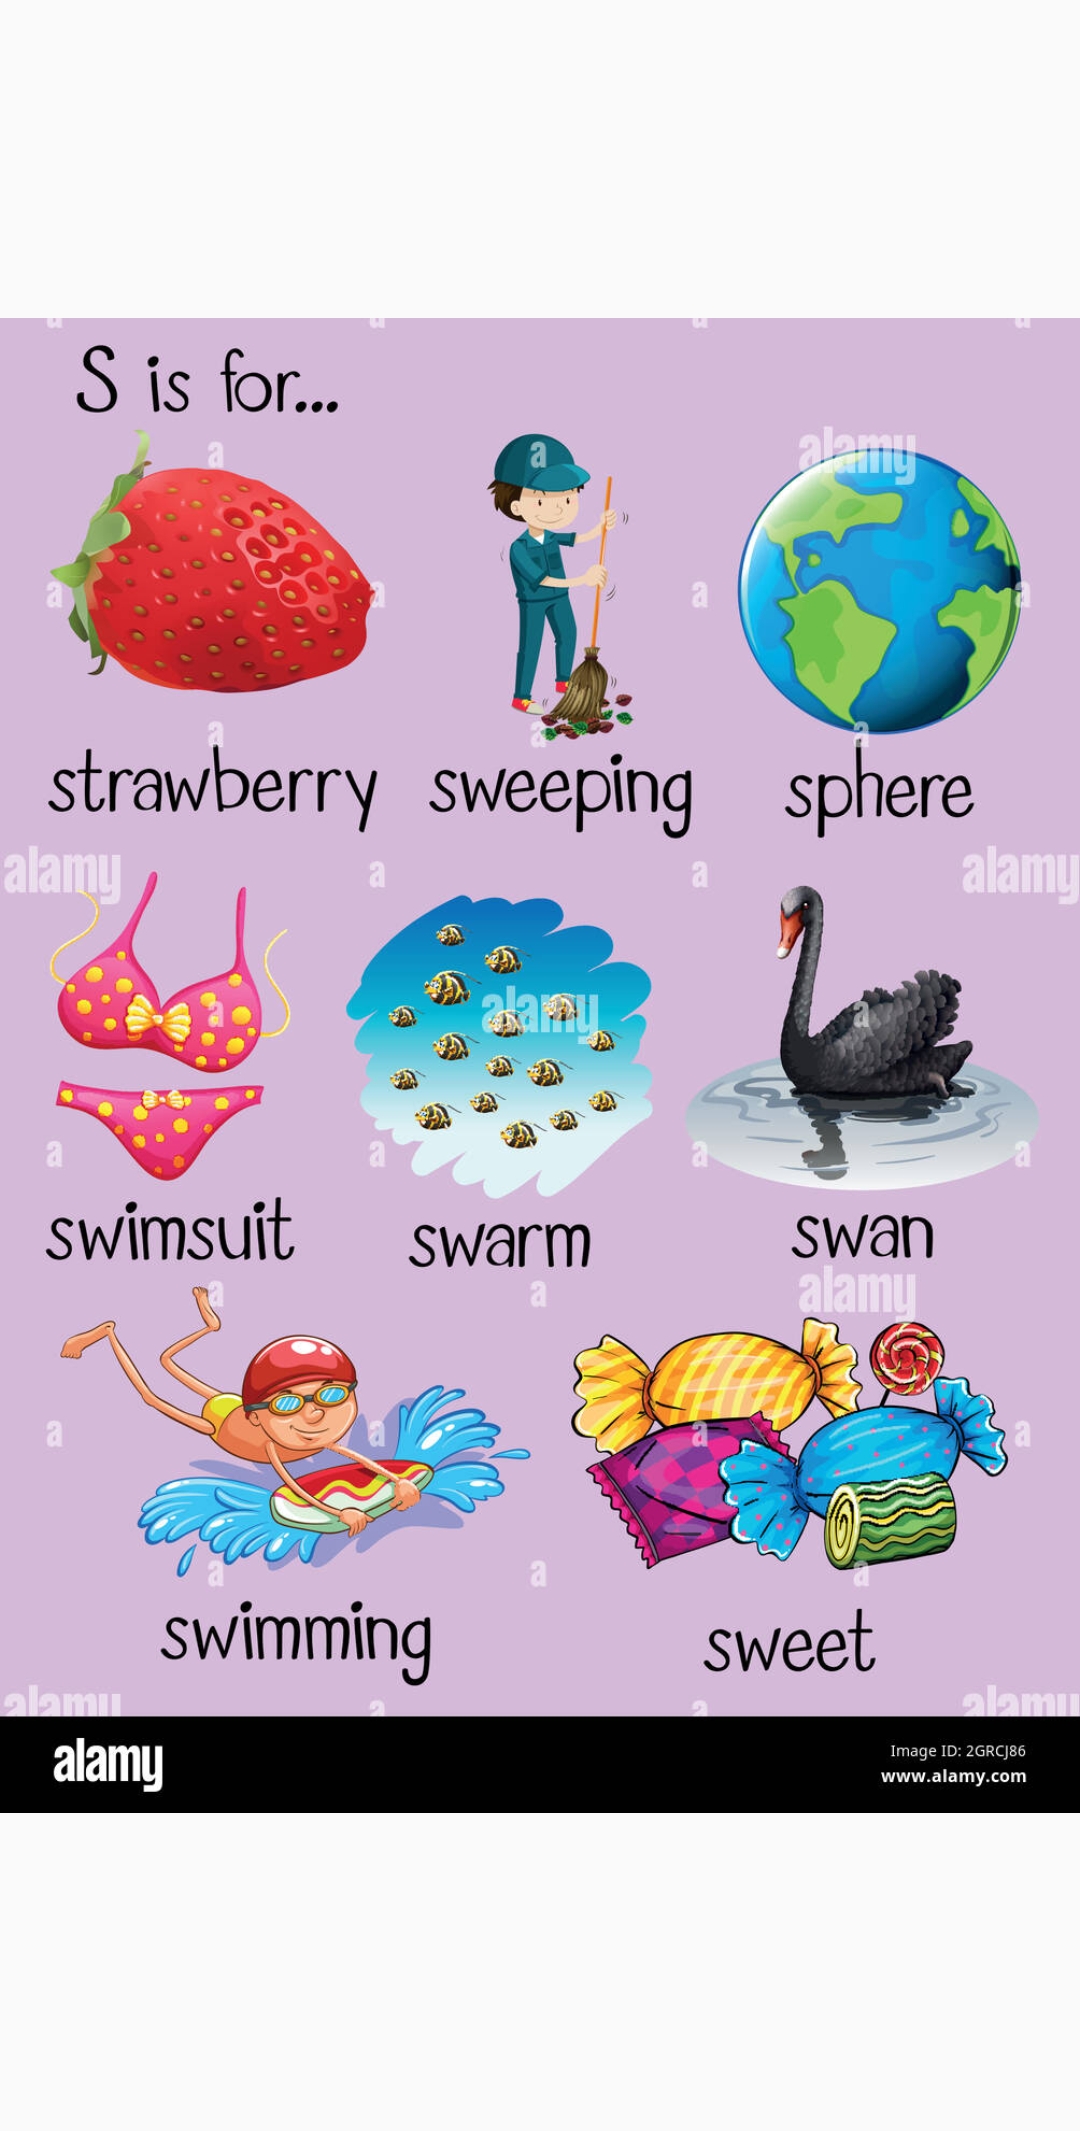 S is for...
strawberry sweeping sphere
swimsuit swarm swan
swimming sweet
alamy
Image ID: 2GRCJ86
www.alamy.com